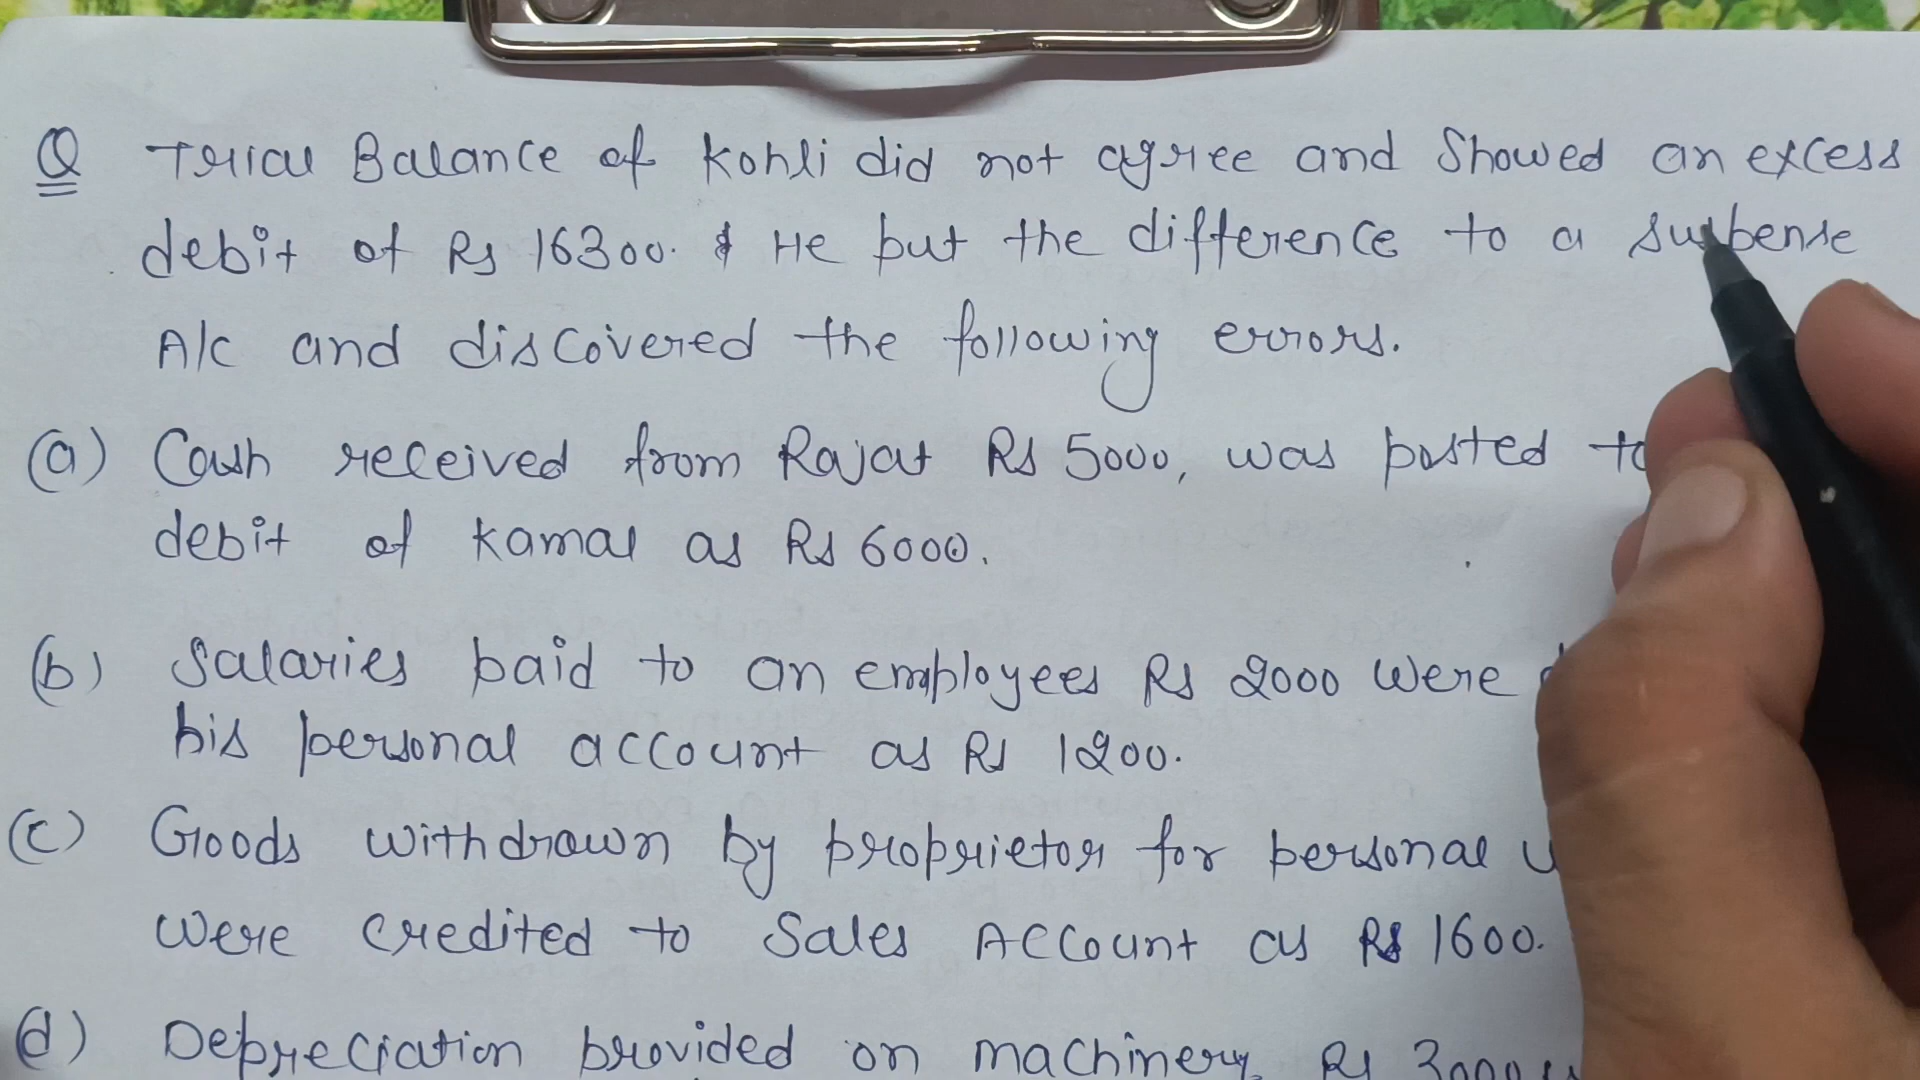 Q Trial Balance of Kohli did not agree and Showed an excess
debit of Rs 16300. & He put the difference to a suspense
A/c and discovered the following errors.
(a) Cash received from Rajat Rs 5000, was posted to
debit of Kamal as Rs 6000.
(b) Salaries paid to an employees Rs 2000 were
his personal account as Rs 1200.
(c) Goods withdrawn by proprietor for personal
were credited to Sales Account as Rs 1600.
(d) Depreciation provided on machinery Rs 3000